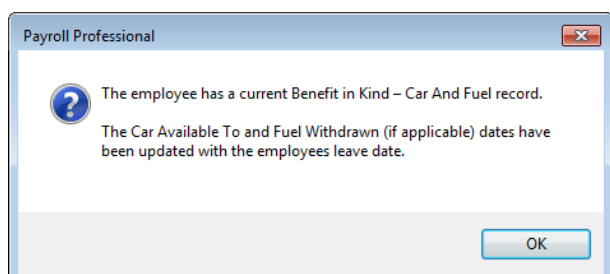 Payroll Professional
The employee has a current Benefit in Kind – Car And Fuel record.
The Car Available To and Fuel Withdrawn (if applicable) dates have
been updated with the employees leave date.
OK